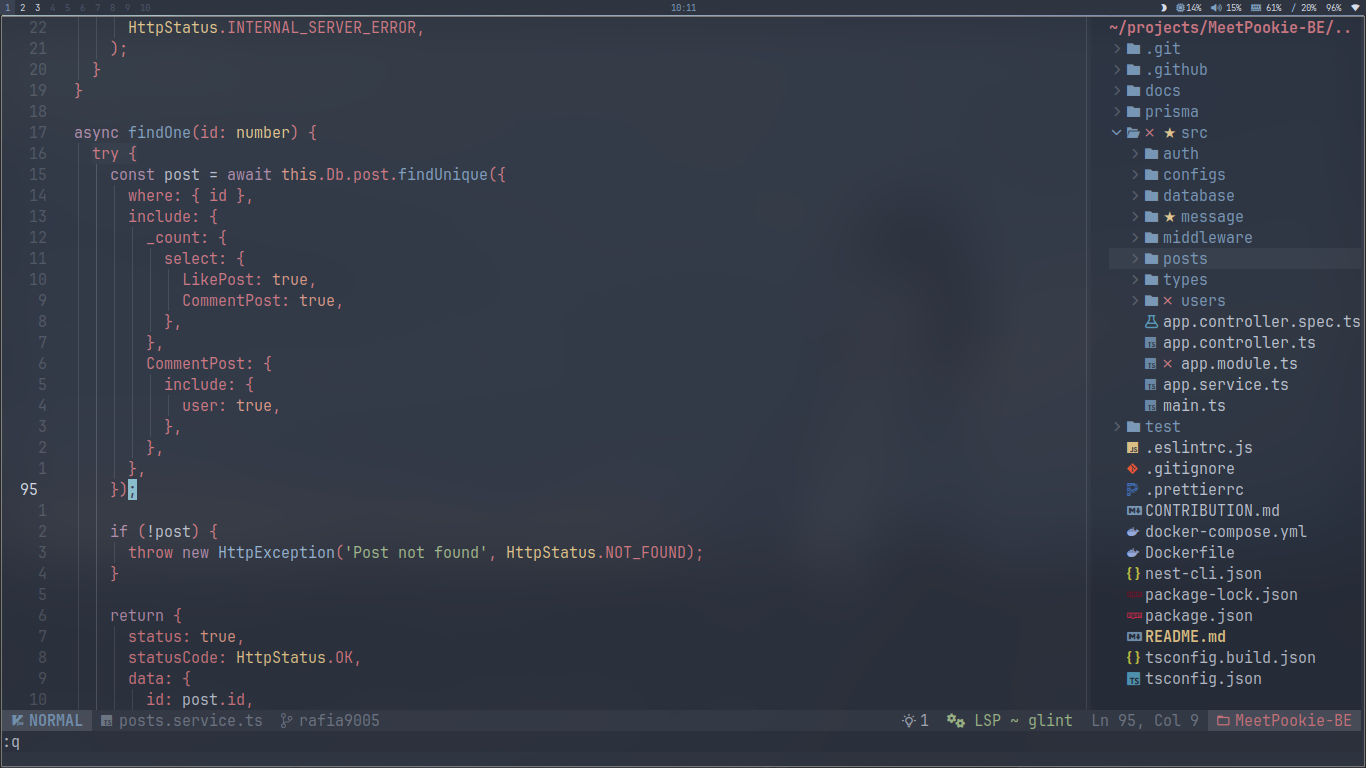 1 2 3 4 5 6 7 8 9 10
10:11
14% 15% 61% / 20% 96%
22 HttpStatus.INTERNAL_SERVER_ERROR,
21 );
20 }
19 }
18
17 async findOne(id: number) {
16 try {
15 const post = await this.Db.post.findUnique({
14 where: { id },
13 include: {
12 _count: {
11 select: {
10 LikePost: true,
9 CommentPost: true,
8 },
7 },
6 CommentPost: {
5 include: {
4 user: true,
3 },
2 },
1 },
95 });
1
2 if (!post) {
3 throw new HttpException('Post not found', HttpStatus.NOT_FOUND);
4 }
5
6 return {
7 status: true,
8 statusCode: HttpStatus.OK,
9 data: {
10 id: post.id,
~/projects/MeetPookie-BE/..
.git
.github
docs
prisma
src
auth
configs
database
message
middleware
posts
types
users
app.controller.spec.ts
app.controller.ts
app.module.ts
app.service.ts
main.ts
test
.eslintrc.js
.gitignore
.prettierrc
CONTRIBUTION.md
docker-compose.yml
Dockerfile
nest-cli.json
package-lock.json
package.json
README.md
tsconfig.build.json
tsconfig.json
NORMAL posts.service.ts rafia9005 1 LSP ~ glint Ln 95, Col 9 MeetPookie-BE
:q